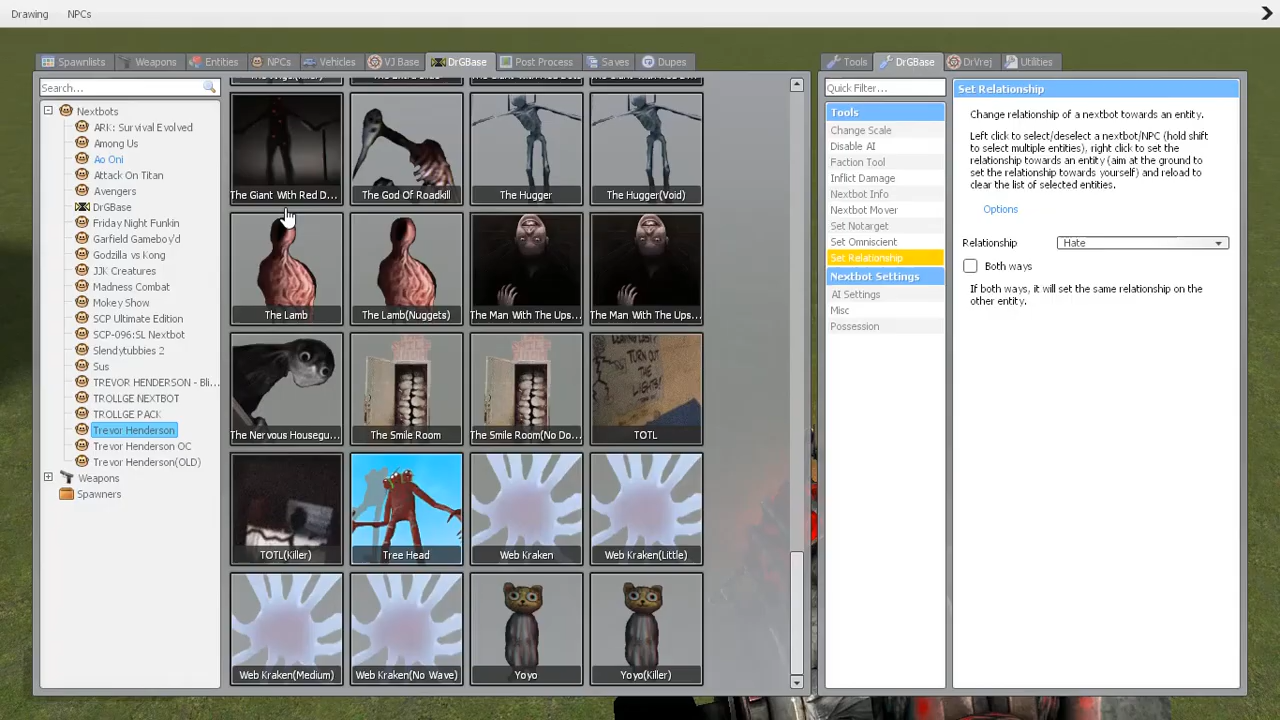 Drawing NPCs
Spawnlists Weapons Entities NPCs Vehicles VJ Base DrGBase Post Process Saves Dupes
Search...
Nextbots
ARK: Survival Evolved
Among Us
Ao Oni
Attack On Titan
Avengers
DrGBase
Friday Night Funkin
Garfield Gameboy'd
Godzilla vs Kong
JJK Creatures
Madness Combat
Mokey Show
SCP Ultimate Edition
SCP-096:SL Nextbot
Slendytubbies 2
Sus
TREVOR HENDERSON - Bli...
TROLLGE NEXTBOT
TROLLGE PACK
Trevor Henderson
Trevor Henderson OC
Trevor Henderson(OLD)
Weapons
Spawners
The Giant With Red D... The God Of Roadkill The Hugger The Hugger(Void)
The Lamb The Lamb(Nuggets) The Man With The Ups... The Man With The Ups...
The Nervous Housegu... The Smile Room The Smile Room(No Do... TOTL
TURN OUT
THE
LIGHTS!
TOTL(Killer) Tree Head Web Kraken Web Kraken(Little)
Web Kraken(Medium) Web Kraken(No Wave) Yoyo Yoyo(Killer)
Tools DrGBase DrVrej Utilities
Quick Filter...
Tools
Change Scale
Disable AI
Faction Tool
Inflict Damage
Nextbot Info
Nextbot Mover
Set Notarget
Set Omniscient
Set Relationship
Nextbot Settings
AI Settings
Misc
Possession
Set Relationship
Change relationship of a nextbot towards an entity.
Left click to select/deselect a nextbot/NPC (hold shift
to select multiple entities), right click to set the
relationship towards an entity (aim at the ground to
set the relationship towards yourself) and reload to
clear the list of selected entities.
Options
Relationship Hate
Both ways
If both ways, it will set the same relationship on the
other entity.